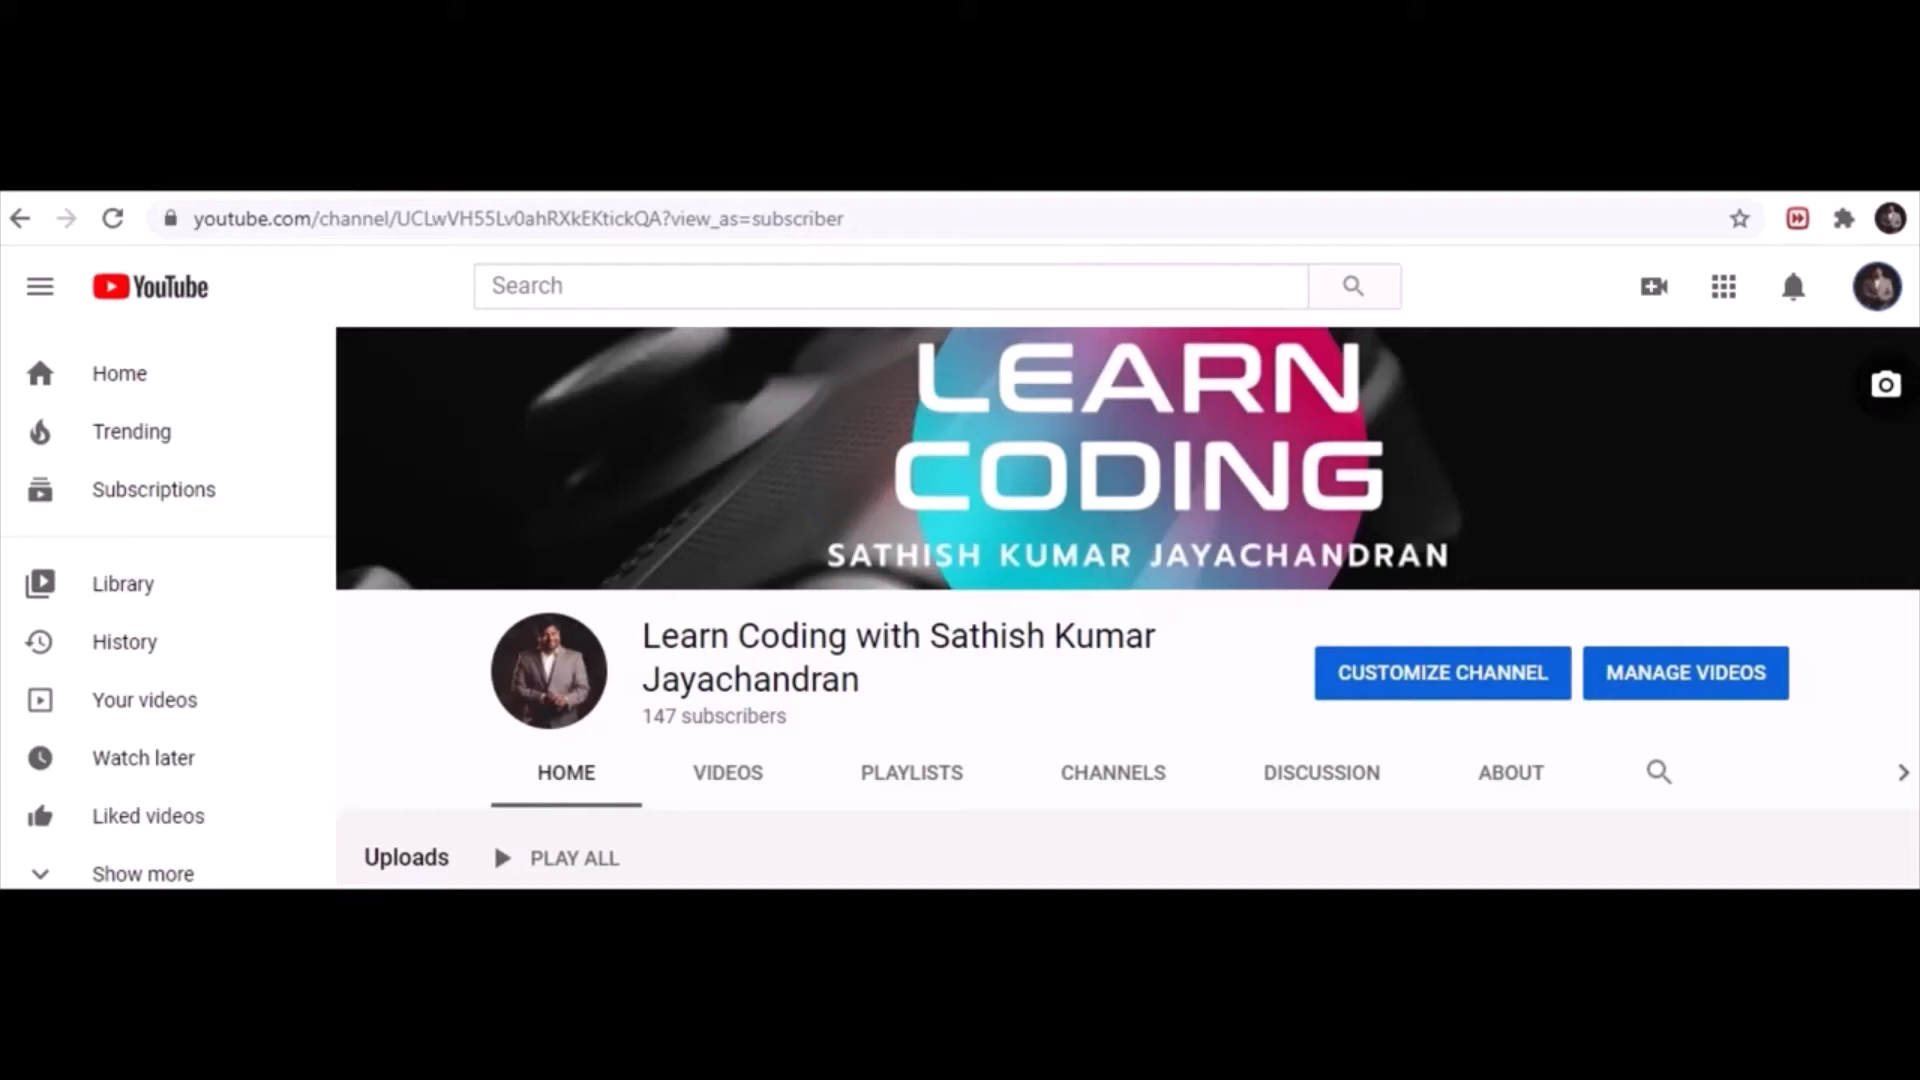 youtube.com/channel/UCLwVH55Lv0ahRXkEKtickQA?view_as=subscriber
YouTube
Search
Home
Trending
Subscriptions
Library
History
Your videos
Watch later
Liked videos
Show more
LEARN
CODING
SATHISH KUMAR JAYACHANDRAN
Learn Coding with Sathish Kumar
Jayachandran
147 subscribers
CUSTOMIZE CHANNEL
MANAGE VIDEOS
HOME VIDEOS PLAYLISTS CHANNELS DISCUSSION ABOUT
Uploads PLAY ALL